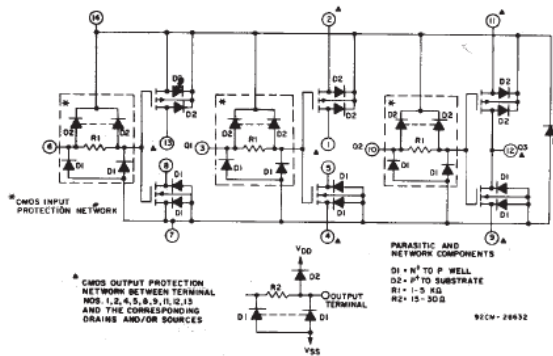 14
2
11
D2
D2
D2
D2
D2
D2
*
*
*
D2
D2
D2
D2
D2
D2
6
R1
13
Q1
3
R1
1
Q2
10
R1
12
Q3
D1
D1
8
D1
D1
D1
D1
5
D1
D1
D1
D1
D1
D1
7
4
9
* CMOS INPUT
PROTECTION NETWORK
▲ CMOS OUTPUT PROTECTION
NETWORK BETWEEN TERMINAL
NOS. 1, 2, 4, 5, 8, 9, 11, 12, 13
AND THE CORRESPONDING
DRAINS AND/OR SOURCES
VDD
D2
R2
OUTPUT
TERMINAL
D1
D1
VSS
PARASITIC AND
NETWORK COMPONENTS
D1 = N+ TO P WELL
D2 = P+ TO SUBSTRATE
R1 = 1-5 KΩ
R2 = 15-30Ω
92CM-28632